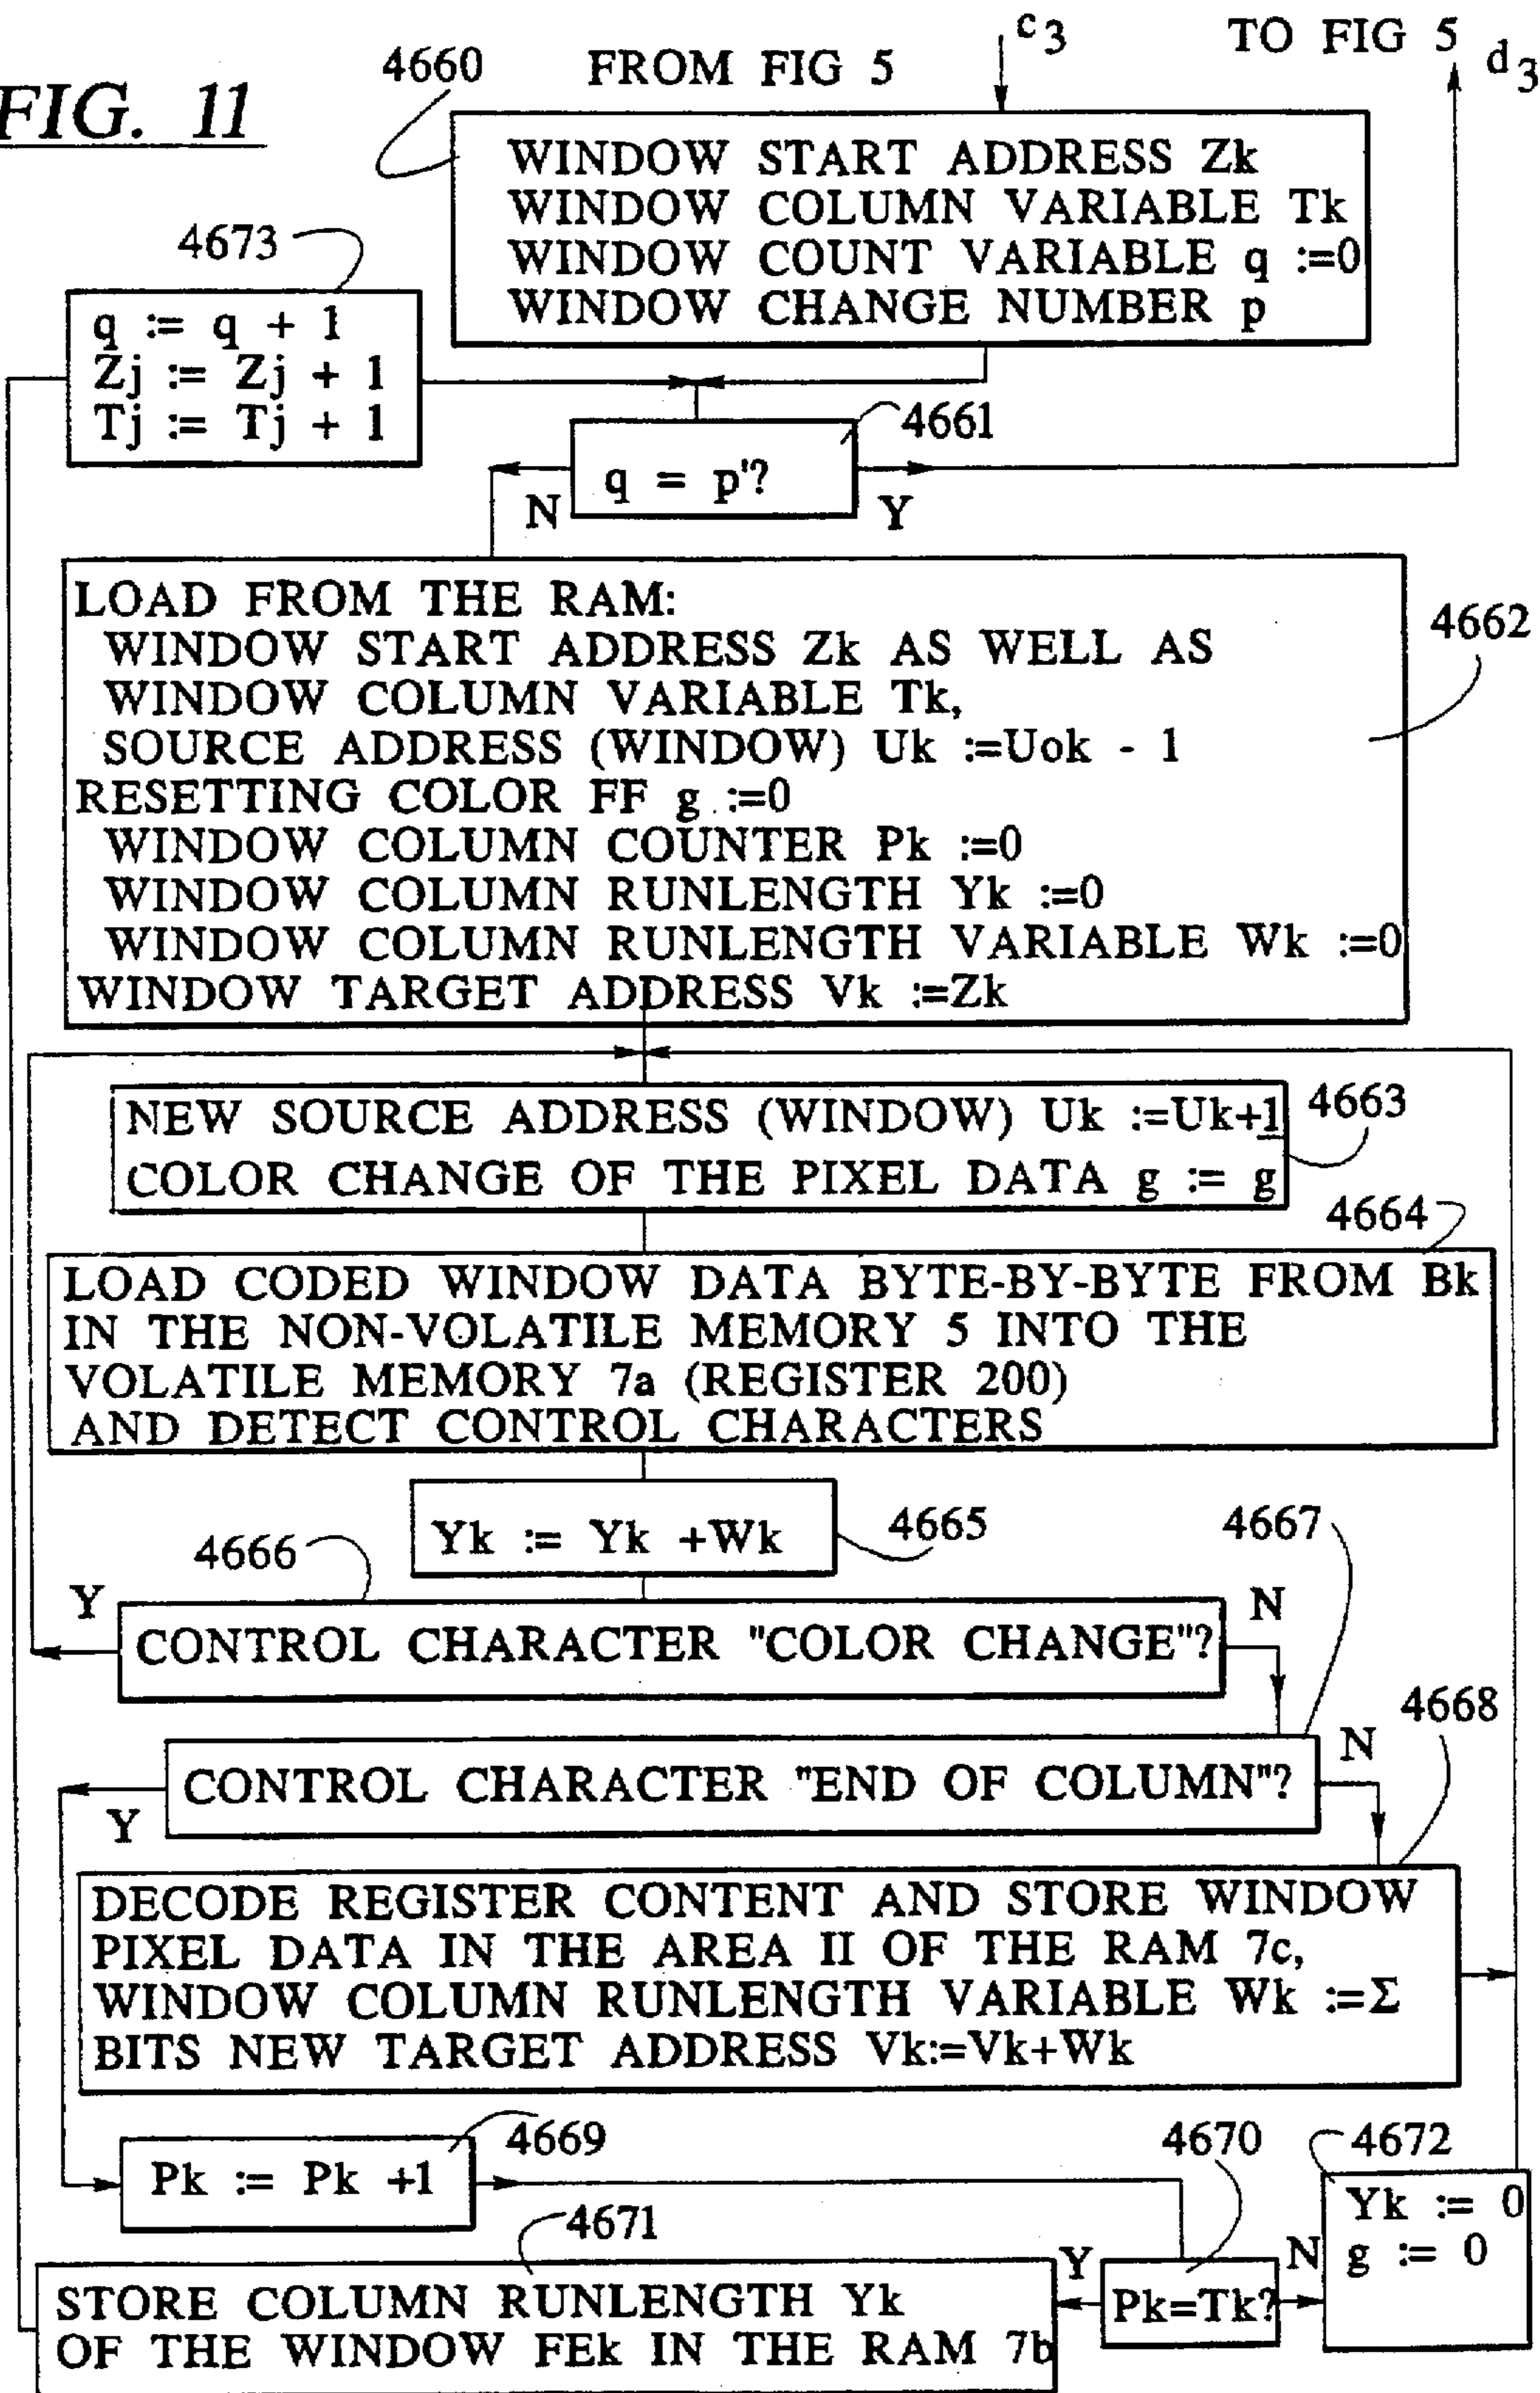 FIG. 11
4660
FROM FIG 5
c3
TO FIG 5
d3
WINDOW START ADDRESS Zk
WINDOW COLUMN VARIABLE Tk
WINDOW COUNT VARIABLE q :=0
WINDOW CHANGE NUMBER p
4673
q := q + 1
Zj := Zj + 1
Tj := Tj + 1
4661
q = p'?
N
Y
LOAD FROM THE RAM:
WINDOW START ADDRESS Zk AS WELL AS
WINDOW COLUMN VARIABLE Tk,
SOURCE ADDRESS (WINDOW) Uk :=Uok - 1
RESETTING COLOR FF g :=0
WINDOW COLUMN COUNTER Pk :=0
WINDOW COLUMN RUNLENGTH Yk :=0
WINDOW COLUMN RUNLENGTH VARIABLE Wk :=0
WINDOW TARGET ADDRESS Vk :=Zk
4662
NEW SOURCE ADDRESS (WINDOW) Uk :=Uk+1
COLOR CHANGE OF THE PIXEL DATA g := g̅
4663
4664
LOAD CODED WINDOW DATA BYTE-BY-BYTE FROM Bk
IN THE NON-VOLATILE MEMORY 5 INTO THE
VOLATILE MEMORY 7a (REGISTER 200)
AND DETECT CONTROL CHARACTERS
Yk := Yk +Wk
4665
4666
4667
Y
CONTROL CHARACTER "COLOR CHANGE"?
N
4668
CONTROL CHARACTER "END OF COLUMN"?
N
Y
DECODE REGISTER CONTENT AND STORE WINDOW
PIXEL DATA IN THE AREA II OF THE RAM 7c,
WINDOW COLUMN RUNLENGTH VARIABLE Wk :=Σ
BITS NEW TARGET ADDRESS Vk:=Vk+Wk
4669
Pk := Pk +1
4670
4672
Yk := 0
g := 0
4671
Y
Pk=Tk?
N
STORE COLUMN RUNLENGTH Yk
OF THE WINDOW FEk IN THE RAM 7b